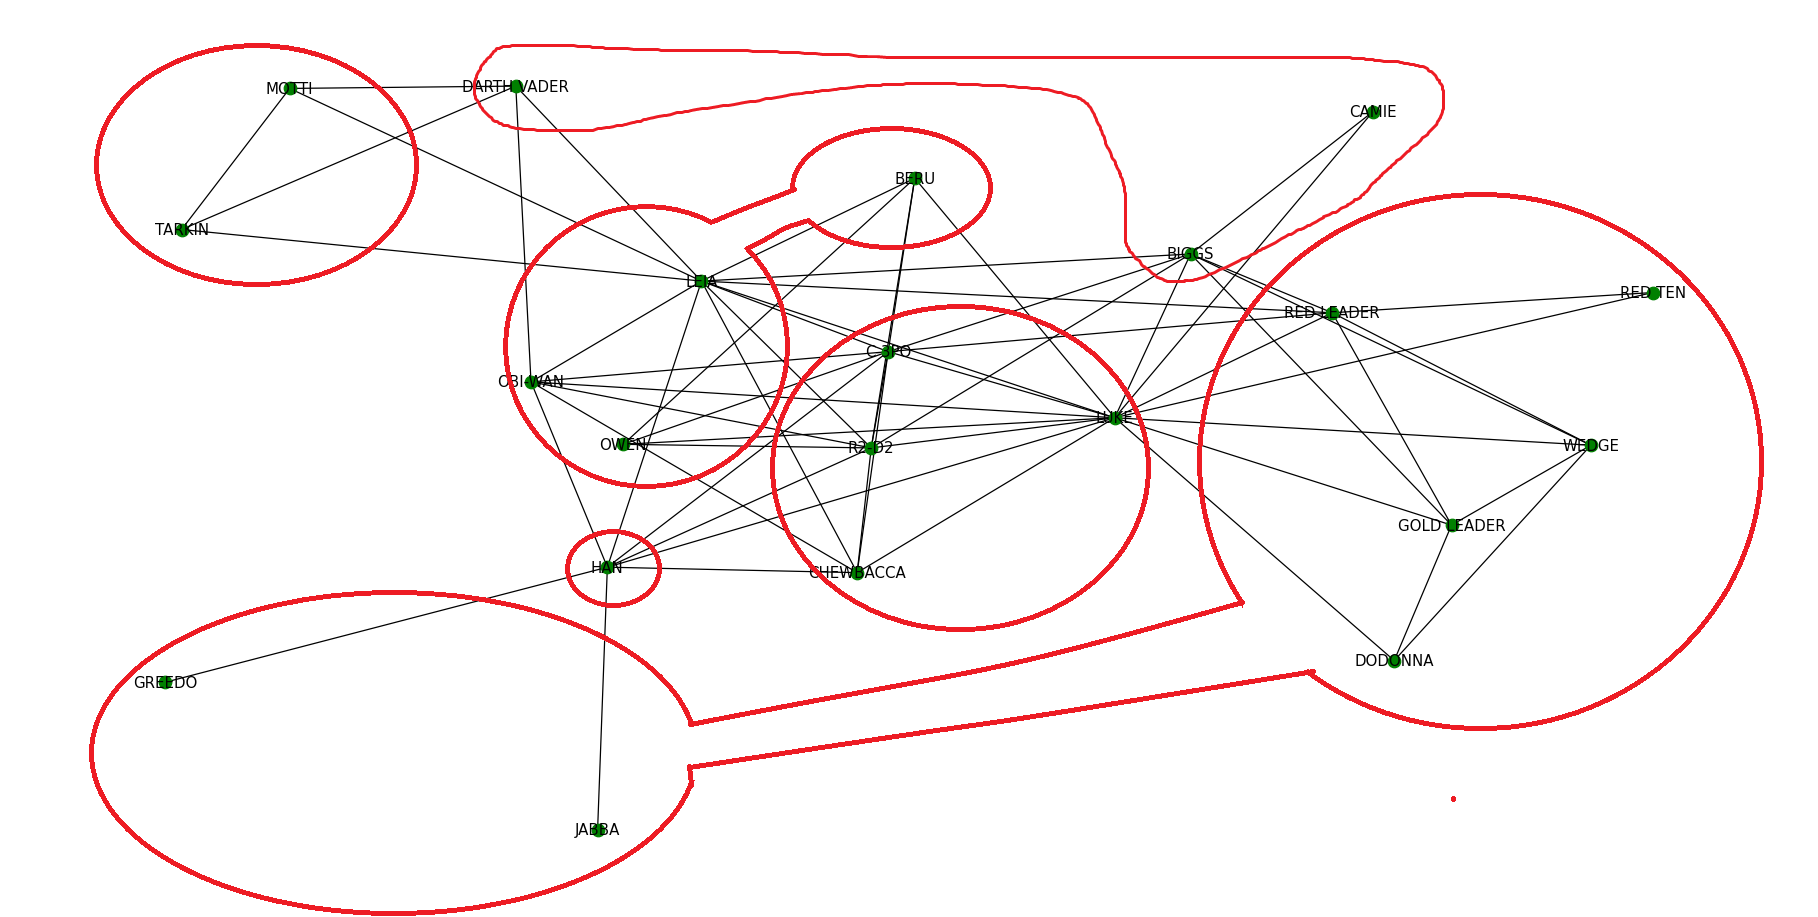 MOTTI
DARTH VADER
CAMIE
BERU
TARKIN
BIGGS
LEIA
RED TEN
RED LEADER
C-3PO
OBI-WAN
LUKE
OWEN
R2-D2
WEDGE
GOLD LEADER
HAN
CHEWBACCA
DODONNA
GREEDO
JABBA